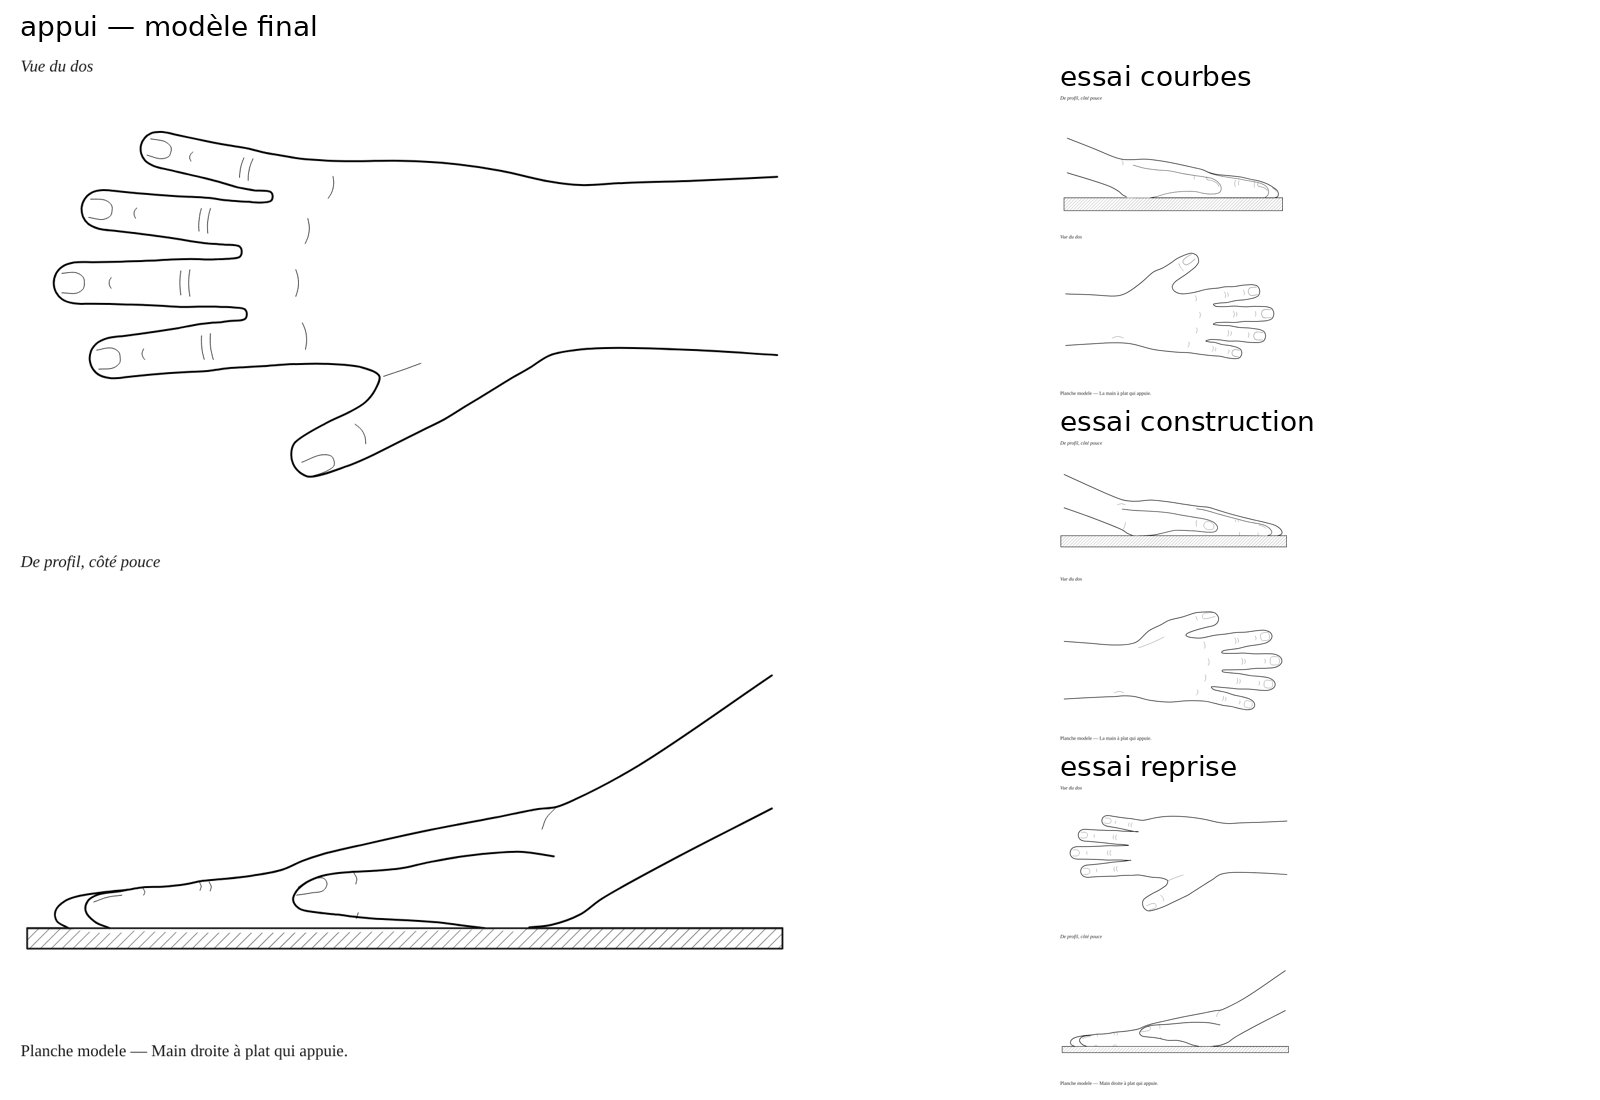 appui — modèle final
Vue du dos
De profil, côté pouce
Planche modele — Main droite à plat qui appuie.
essai courbes
De profil, côté pouce
Vue du dos
Planche modele — La main à plat qui appuie.
essai construction
De profil, côté pouce
Vue du dos
Planche modele — La main à plat qui appuie.
essai reprise
Vue du dos
De profil, côté pouce
Planche modele — Main droite à plat qui appuie.